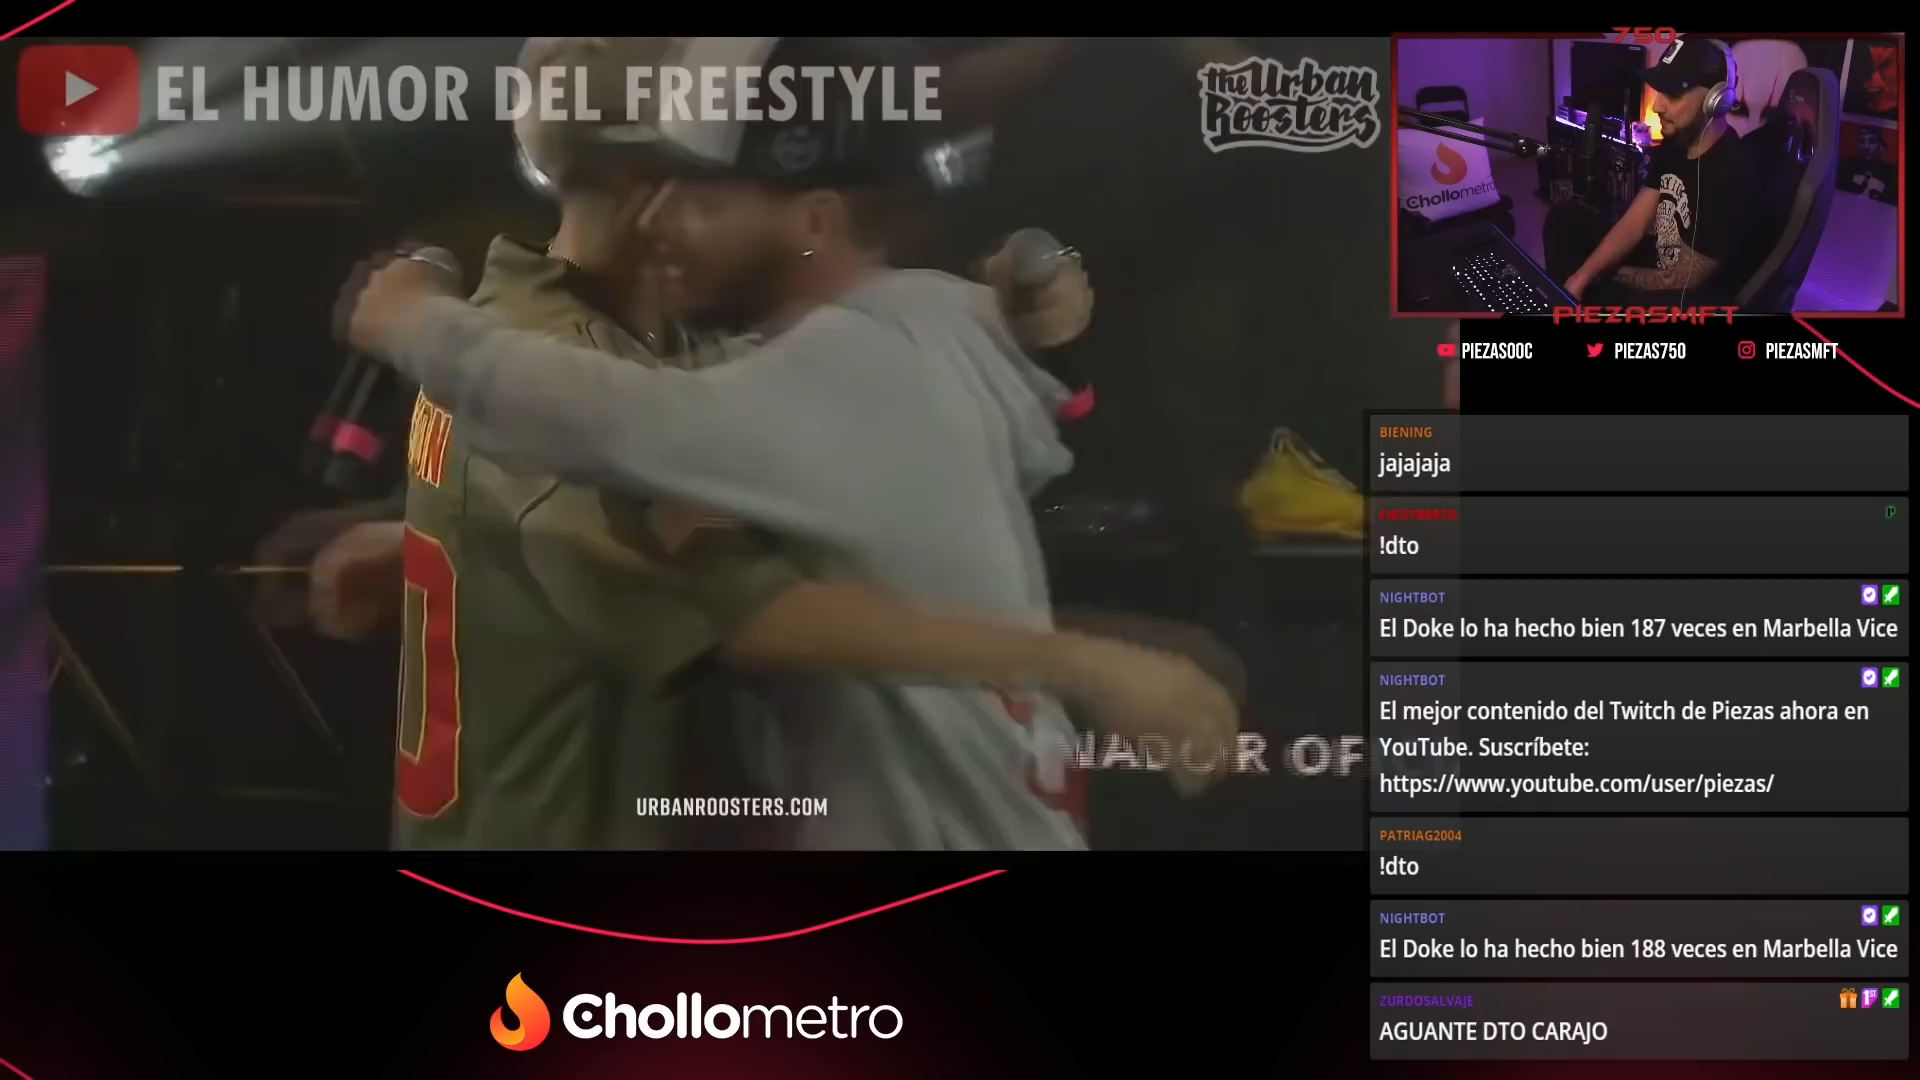 EL HUMOR DEL FREESTYLE
the Urban
Roosters
URBANROOSTERS.COM
Chollometro
750
Chollometro
PIEZASMFT
PIEZASOOC
PIEZAS750
PIEZASMFT
BIENING
jajajaja
!dto
NIGHTBOT
El Doke lo ha hecho bien 187 veces en Marbella Vice
NIGHTBOT
El mejor contenido del Twitch de Piezas ahora en
YouTube. Suscríbete:
https://www.youtube.com/user/piezas/
PATRIAG2004
!dto
NIGHTBOT
El Doke lo ha hecho bien 188 veces en Marbella Vice
ZURDOSALVAJE
AGUANTE DTO CARAJO